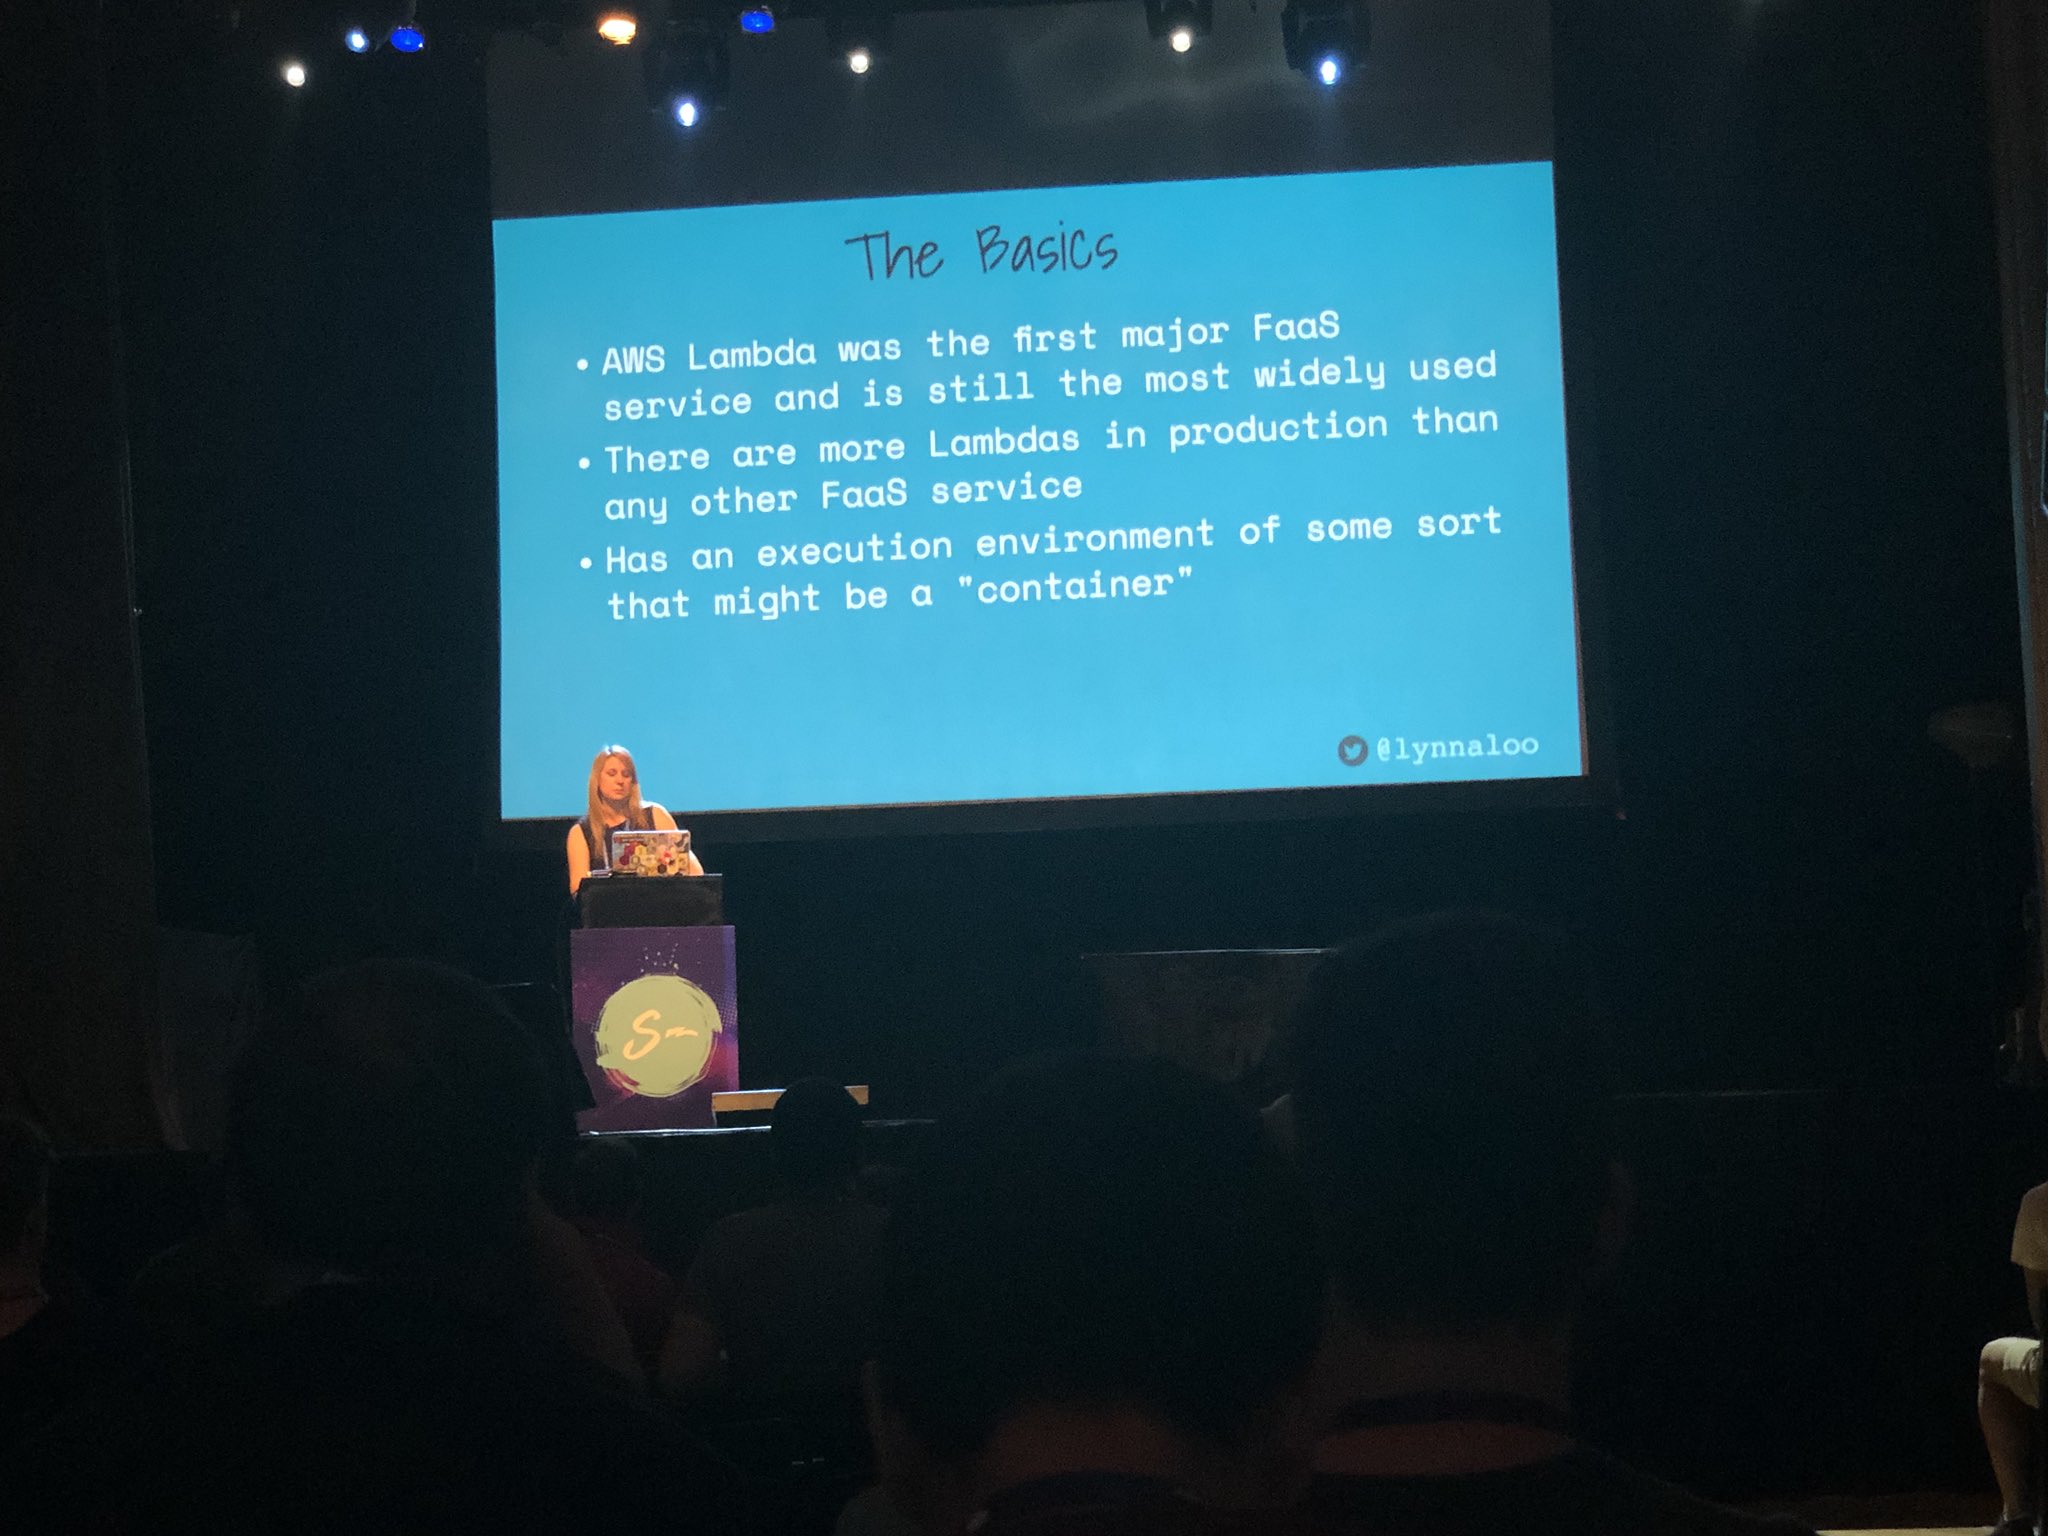 The Basics
• AWS Lambda was the first major FaaS
service and is still the most widely used
• There are more Lambdas in production than
any other FaaS service
• Has an execution environment of some sort
that might be a "container"
@lynnaloo